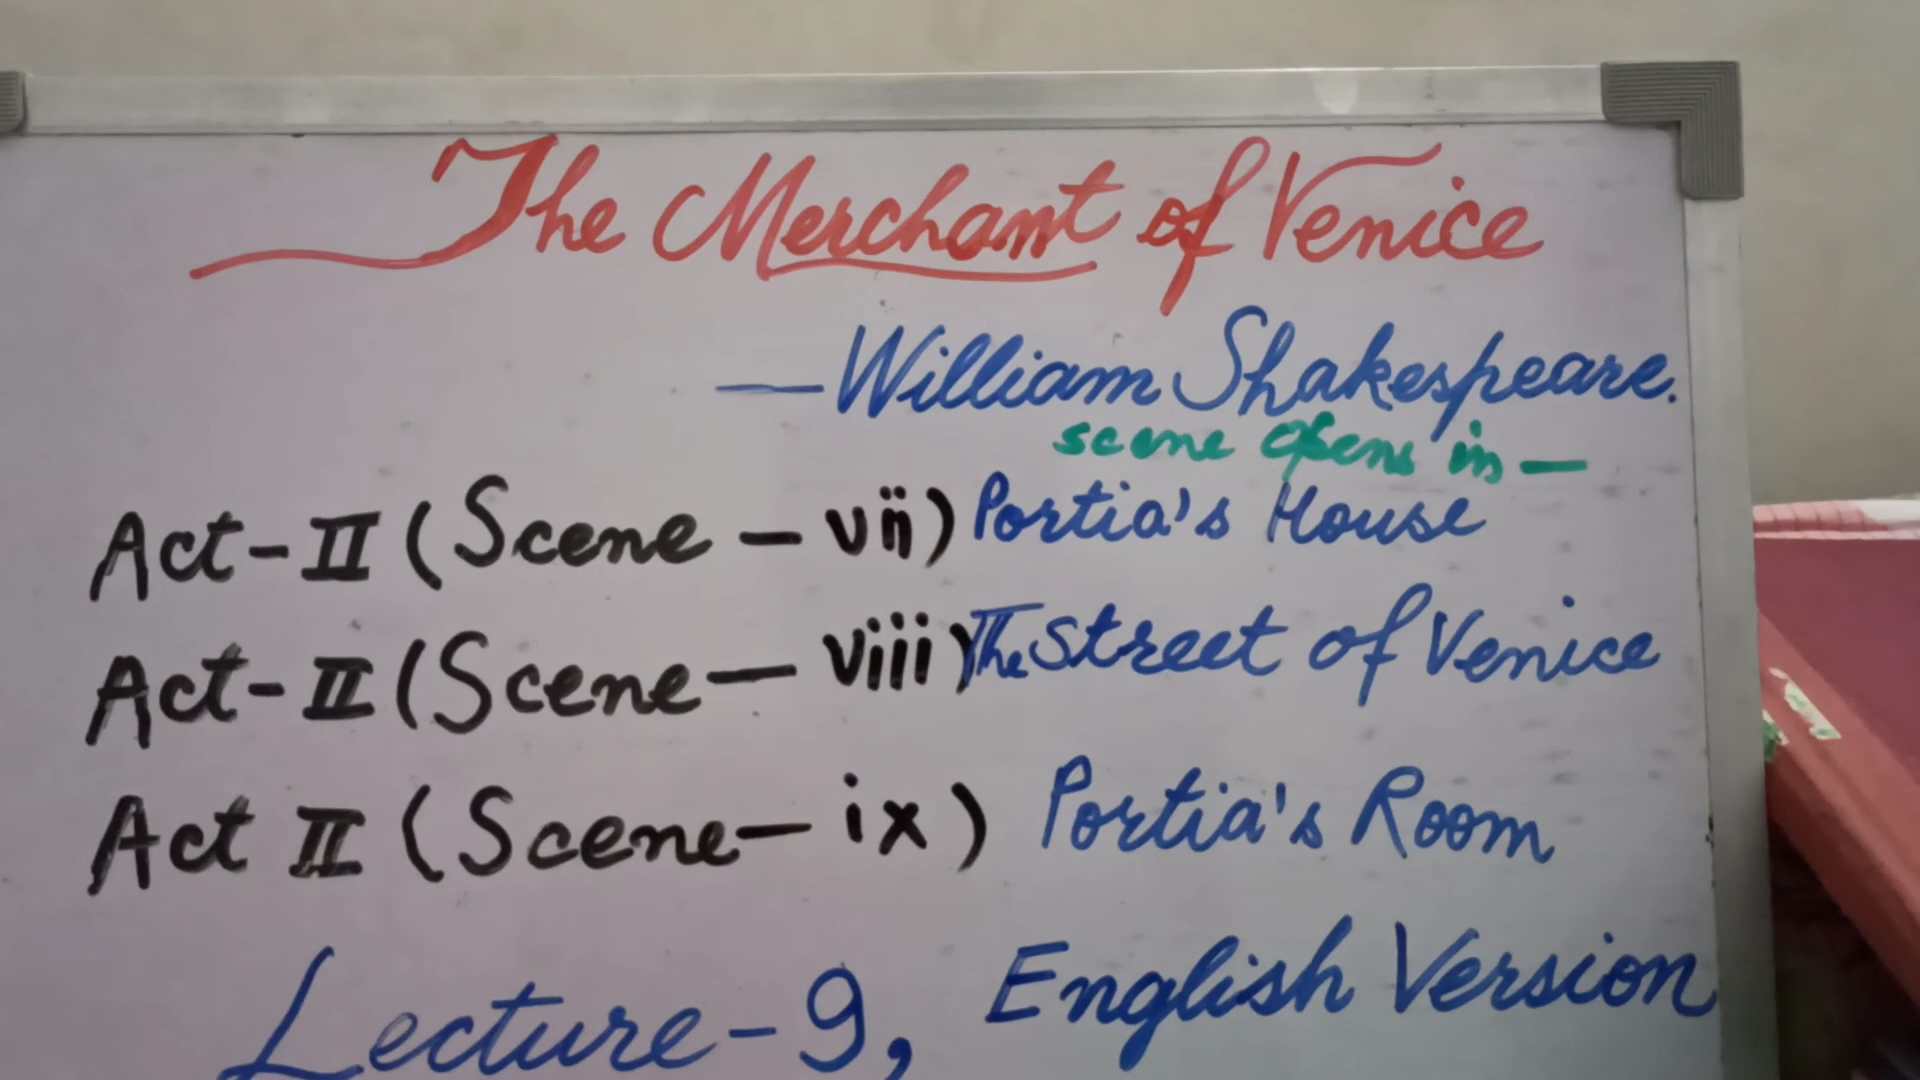 The Merchant of Venice
— William Shakespeare.
scene opens in —
Act-II (Scene - vii) Portia's House
Act-II (Scene - viii) The Street of Venice
Act II (Scene - ix) Portia's Room
Lecture-9, English Version